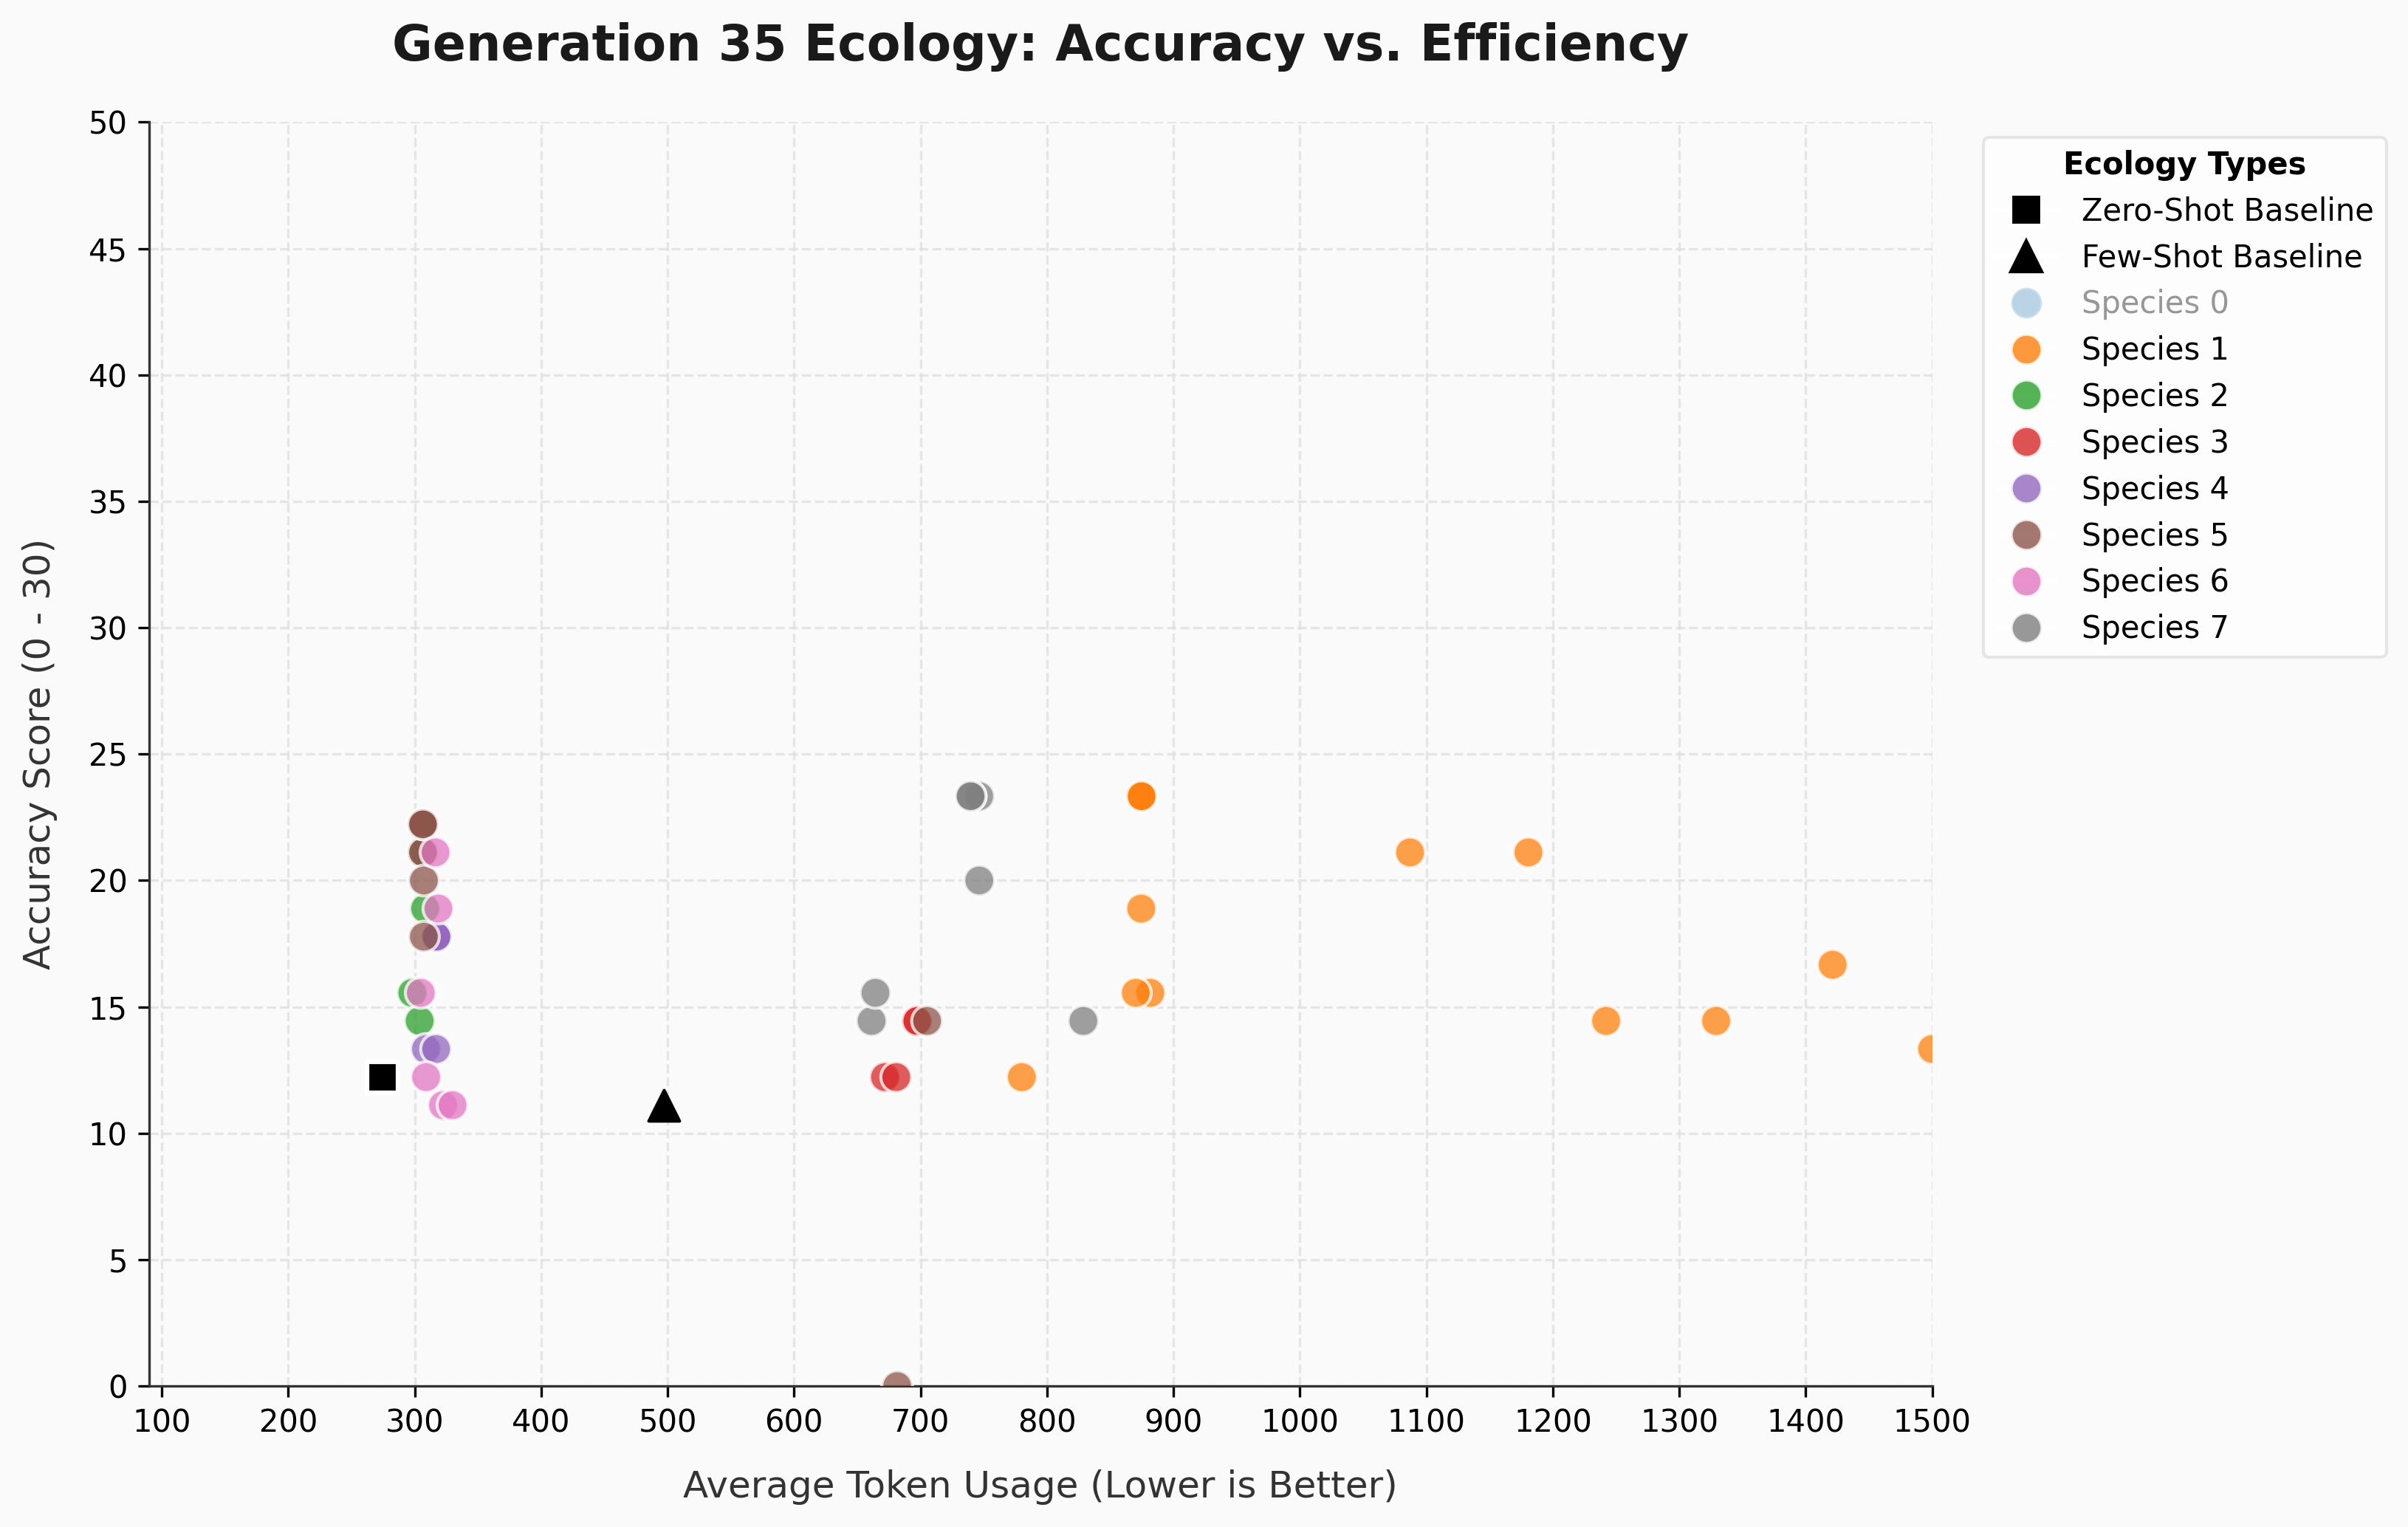 Generation 35 Ecology: Accuracy vs. Efficiency
50
45
40
35
30
25
20
15
10
5
0
Accuracy Score (0 - 30)
100 200 300 400 500 600 700 800 900 1000 1100 1200 1300 1400 1500
Average Token Usage (Lower is Better)
Ecology Types
Zero-Shot Baseline
Few-Shot Baseline
Species 0
Species 1
Species 2
Species 3
Species 4
Species 5
Species 6
Species 7